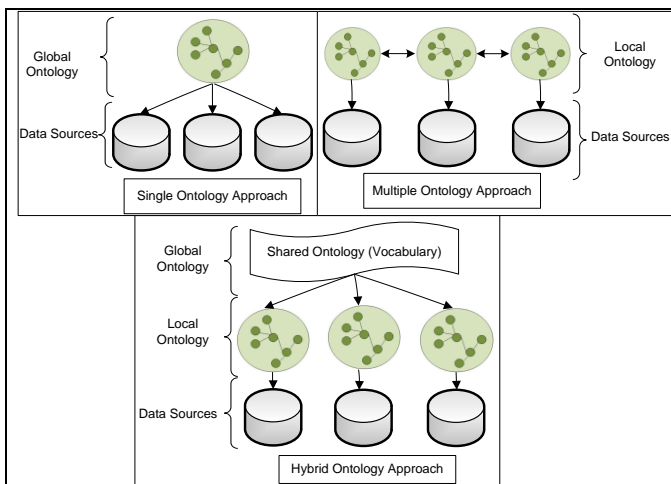 Global
Ontology
Data Sources
Single Ontology Approach
Local
Ontology
Data Sources
Multiple Ontology Approach
Global
Ontology
Shared Ontology (Vocabulary)
Local
Ontology
Data Sources
Hybrid Ontology Approach